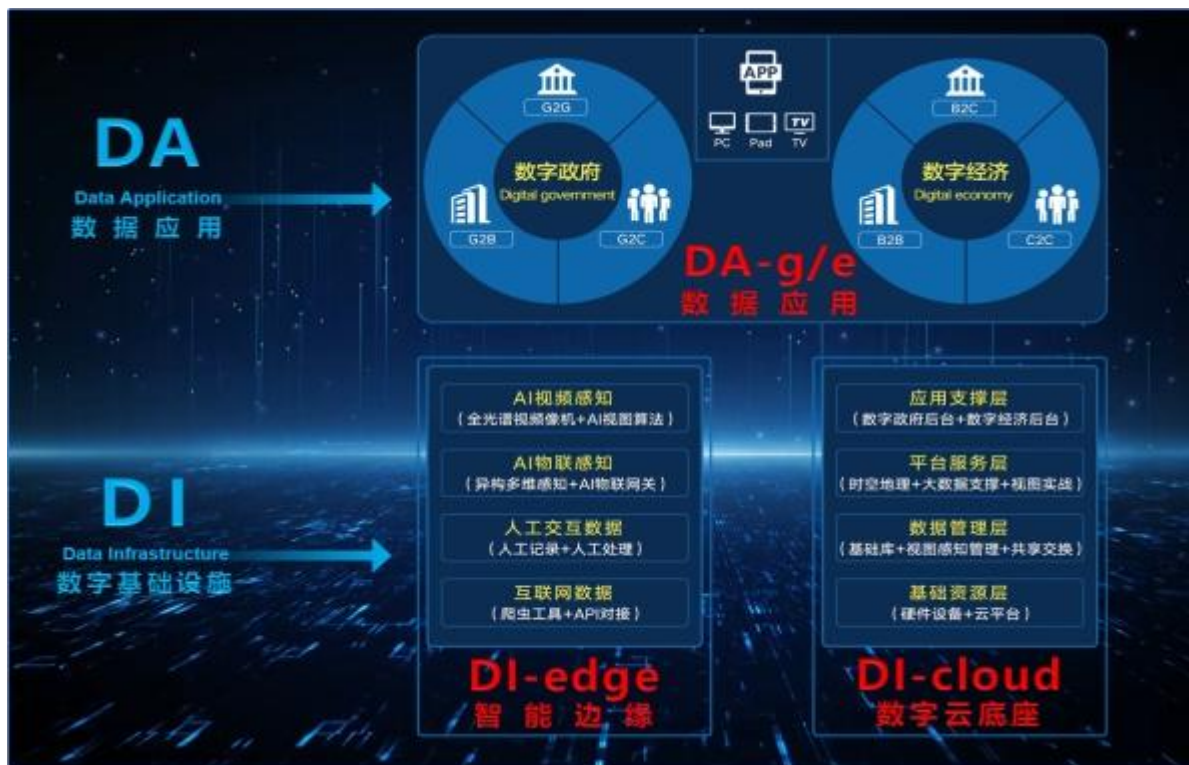 DA
Data Application
数据应用
G2G
数字政府
Digital government
G2B
G2C
APP
PC
Pad
TV
TV
B2C
数字经济
Digital economy
B2B
C2C
DA-g/e
数据应用
DI
Data Infrastructure
数字基础设施
AI视频感知
(全光谱视频像机+AI视图算法)
AI物联感知
(异构多维感知+AI物联网关)
人工交互数据
(人工记录+人工处理)
互联网数据
(爬虫工具+API对接)
DI-edge
智能边缘
应用支撑层
(数字政府后台+数字经济后台)
平台服务层
(时空地理+大数据支撑+视图实战)
数据管理层
(基础库+视图感知管理+共享交换)
基础资源层
(硬件设备+云平台)
DI-cloud
数字云底座